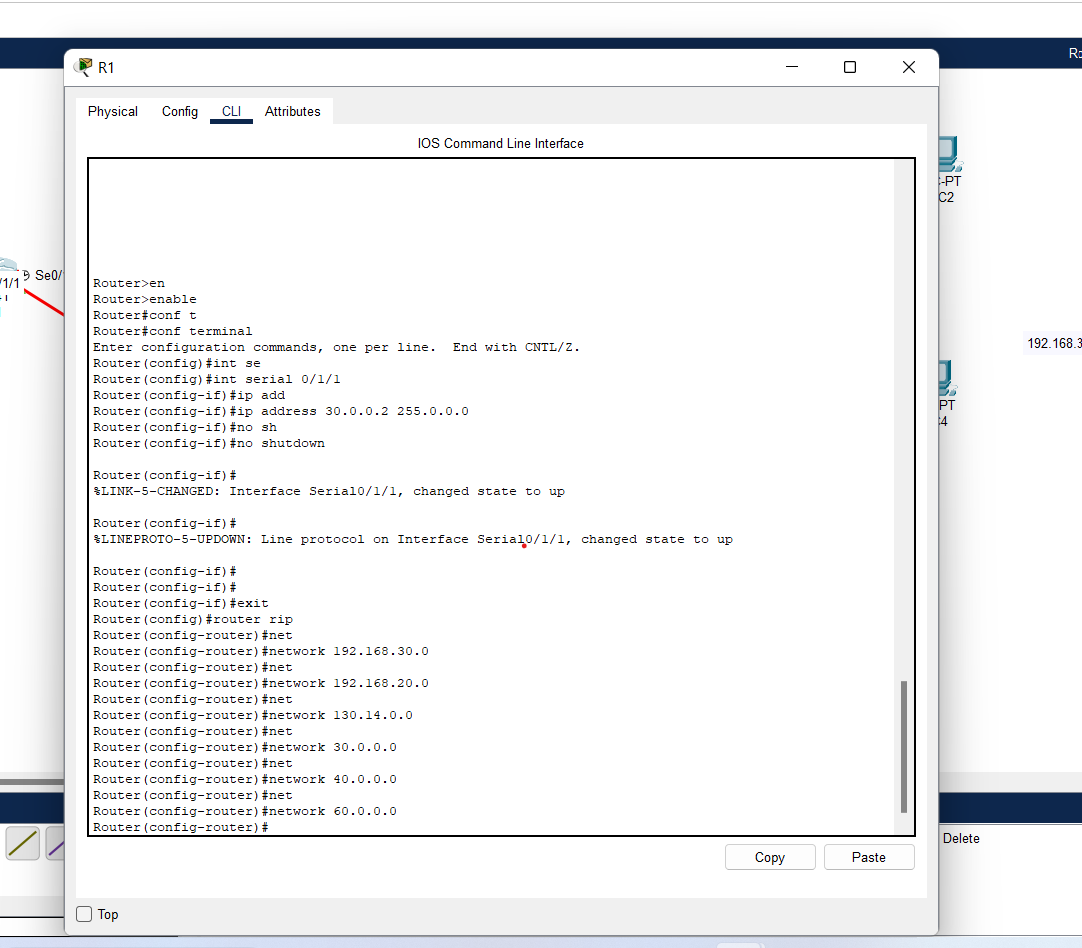 R1
Physical Config CLI Attributes
IOS Command Line Interface
Router>en
Router>enable
Router#conf t
Router#conf terminal
Enter configuration commands, one per line.  End with CNTL/Z.
Router(config)#int se
Router(config)#int serial 0/1/1
Router(config-if)#ip add
Router(config-if)#ip address 30.0.0.2 255.0.0.0
Router(config-if)#no sh
Router(config-if)#no shutdown
Router(config-if)#
%LINK-5-CHANGED: Interface Serial0/1/1, changed state to up
Router(config-if)#
%LINEPROTO-5-UPDOWN: Line protocol on Interface Serial0/1/1, changed state to up
Router(config-if)#
Router(config-if)#
Router(config-if)#exit
Router(config)#router rip
Router(config-router)#net
Router(config-router)#network 192.168.30.0
Router(config-router)#net
Router(config-router)#network 192.168.20.0
Router(config-router)#net
Router(config-router)#network 130.14.0.0
Router(config-router)#net
Router(config-router)#network 30.0.0.0
Router(config-router)#net
Router(config-router)#network 40.0.0.0
Router(config-router)#net
Router(config-router)#network 60.0.0.0
Router(config-router)#
Copy Paste
Top
Se0/
/1/1
-PT
C2
192.168.3
PT
Delete